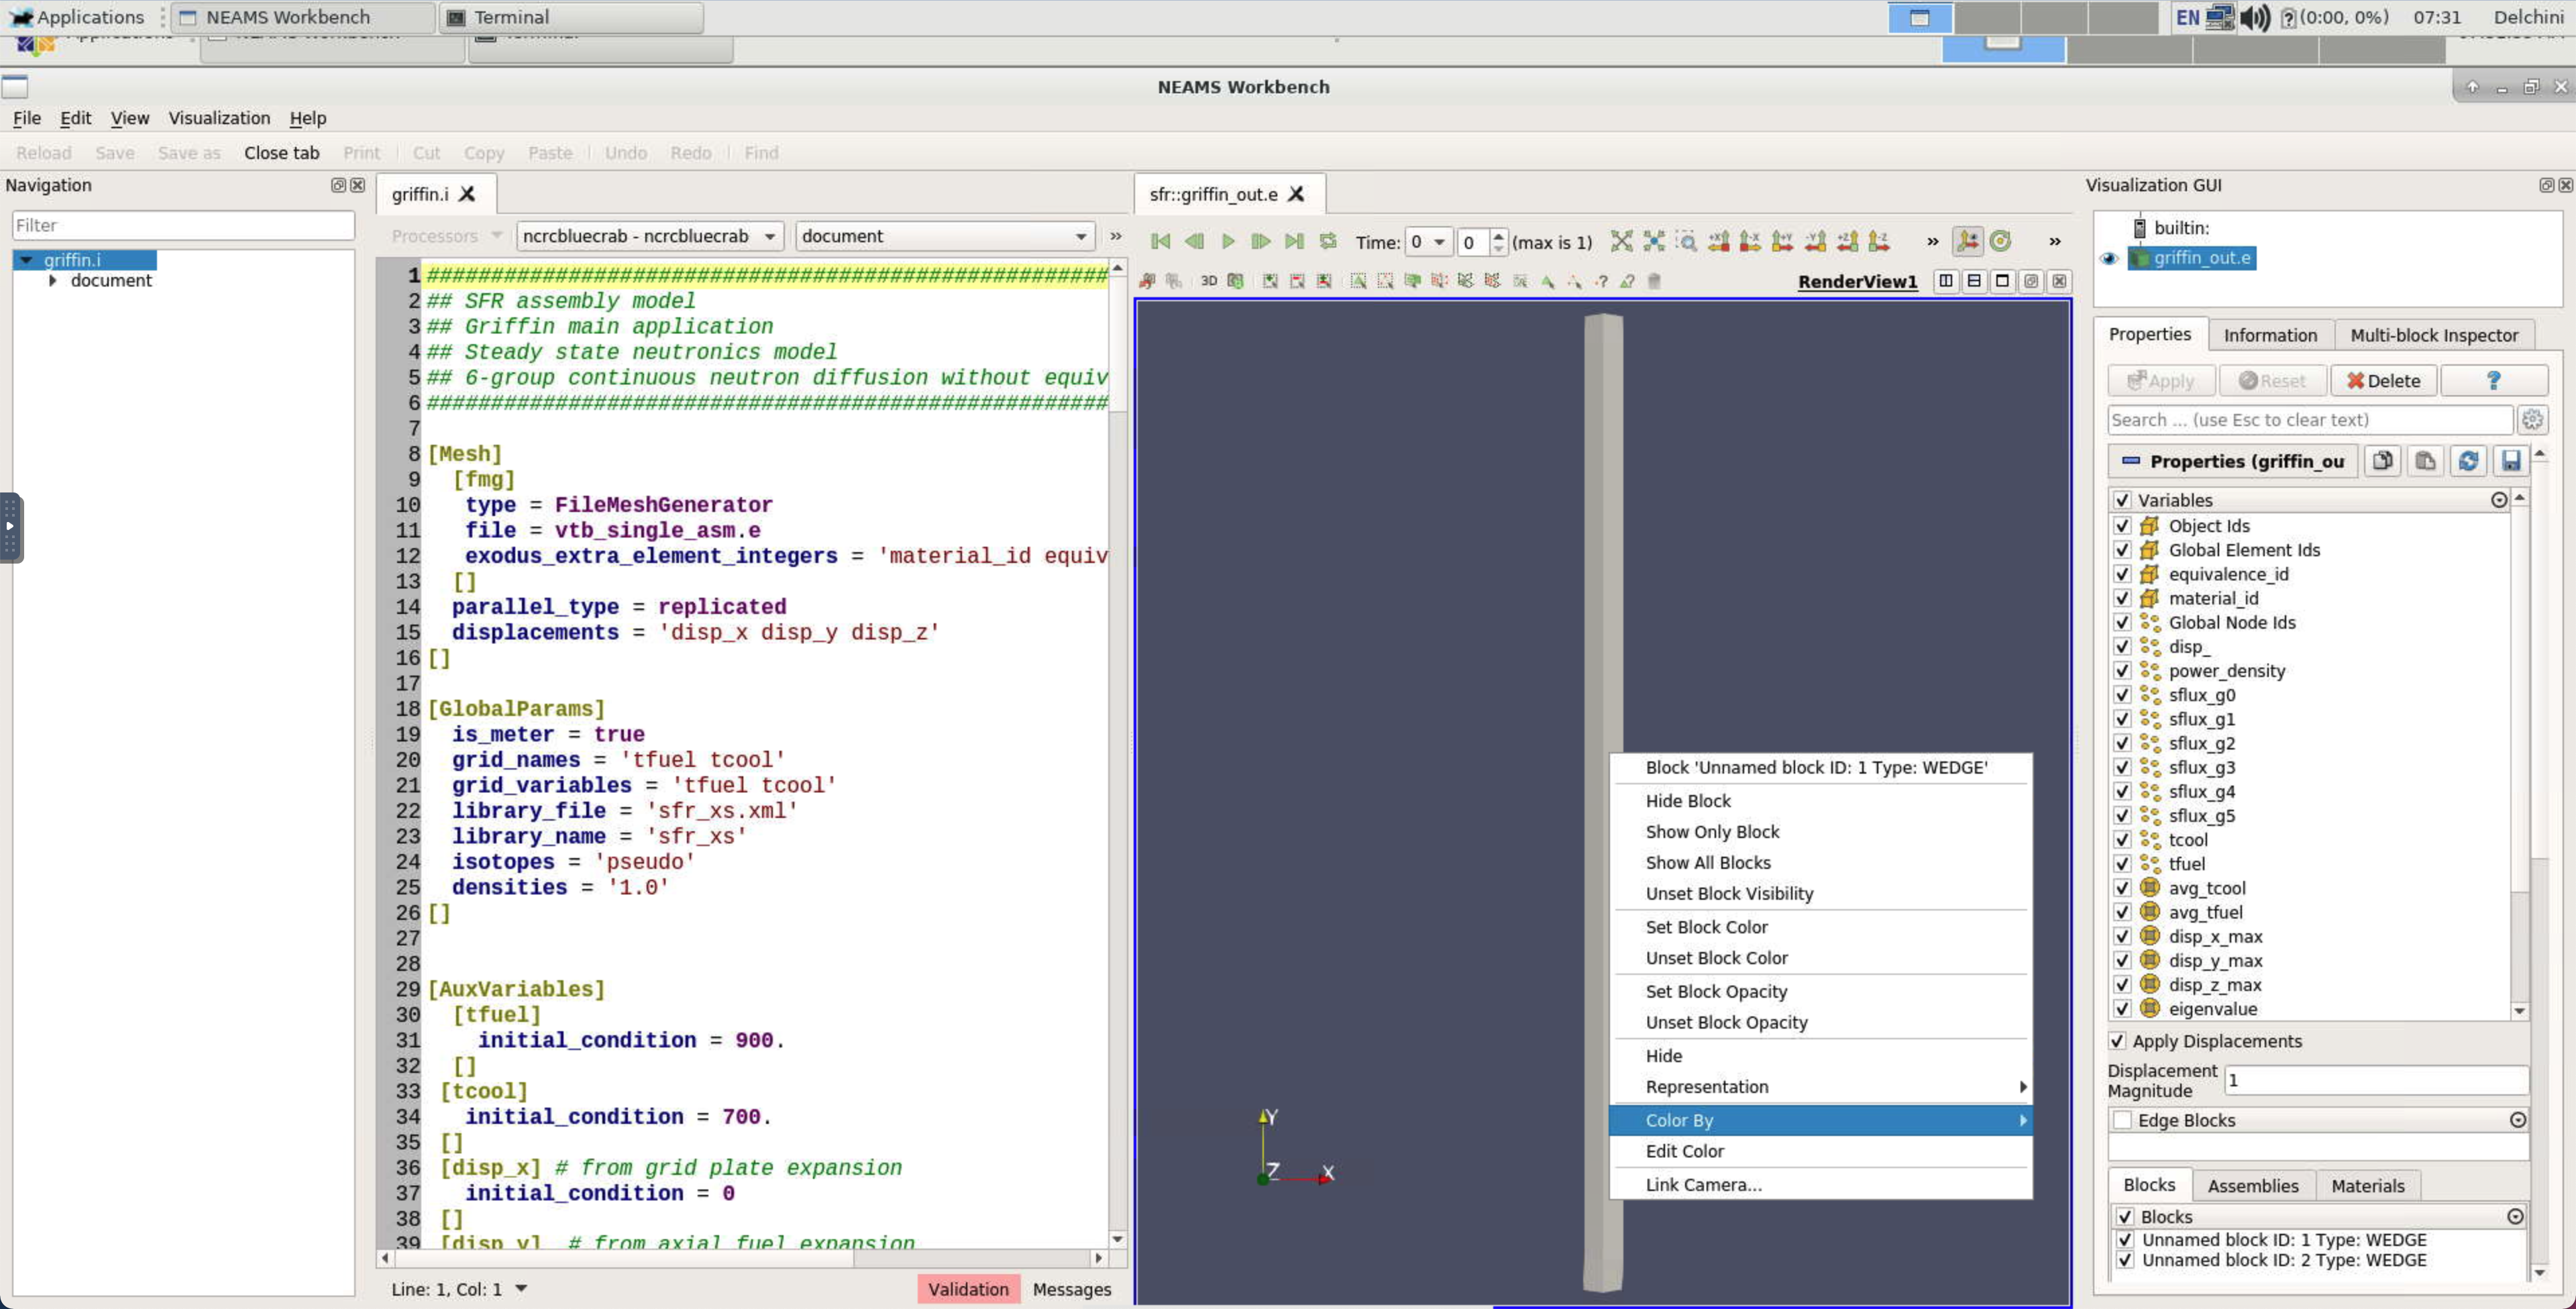 Applications
NEAMS Workbench
Terminal
EN
(0:00, 0%)
07:31
Delchini
NEAMS Workbench
File Edit View Visualization Help
Reload Save Save as Close tab Print Cut Copy Paste Undo Redo Find
Navigation
Filter
griffin.i
document
griffin.i
Processors
ncrcbluecrab - ncrcbluecrab
document
»
1 #####################################################
2 ## SFR assembly model
3 ## Griffin main application
4 ## Steady state neutronics model
5 ## 6-group continuous neutron diffusion without equiv
6 #####################################################
7
8 [Mesh]
9 [fmg]
10 type = FileMeshGenerator
11 file = vtb_single_asm.e
12 exodus_extra_element_integers = 'material_id equiv
13 []
14 parallel_type = replicated
15 displacements = 'disp_x disp_y disp_z'
16 []
17
18 [GlobalParams]
19 is_meter = true
20 grid_names = 'tfuel tcool'
21 grid_variables = 'tfuel tcool'
22 library_file = 'sfr_xs.xml'
23 library_name = 'sfr_xs'
24 isotopes = 'pseudo'
25 densities = '1.0'
26 []
27
28
29 [AuxVariables]
30 [tfuel]
31 initial_condition = 900.
32 []
33 [tcool]
34 initial_condition = 700.
35 []
36 [disp_x] # from grid plate expansion
37 initial_condition = 0
38 []
39 [disp_y] # from axial fuel expansion
Line: 1, Col: 1
Validation
Messages
sfr::griffin_out.e
Time: 0 0 (max is 1)
+X -X +Y -Y +Z -Z
»
»
3D
RenderView1
Block 'Unnamed block ID: 1 Type: WEDGE'
Hide Block
Show Only Block
Show All Blocks
Unset Block Visibility
Set Block Color
Unset Block Color
Set Block Opacity
Unset Block Opacity
Hide
Representation
Color By
Edit Color
Link Camera...
Y
Z
X
Visualization GUI
builtin:
griffin_out.e
Properties
Information
Multi-block Inspector
Apply
Reset
Delete
?
Search ... (use Esc to clear text)
Properties (griffin_ou
Variables
Object Ids
Global Element Ids
equivalence_id
material_id
Global Node Ids
disp_
power_density
sflux_g0
sflux_g1
sflux_g2
sflux_g3
sflux_g4
sflux_g5
tcool
tfuel
avg_tcool
avg_tfuel
disp_x_max
disp_y_max
disp_z_max
eigenvalue
Apply Displacements
Displacement
Magnitude
1
Edge Blocks
Blocks
Assemblies
Materials
Blocks
Unnamed block ID: 1 Type: WEDGE
Unnamed block ID: 2 Type: WEDGE